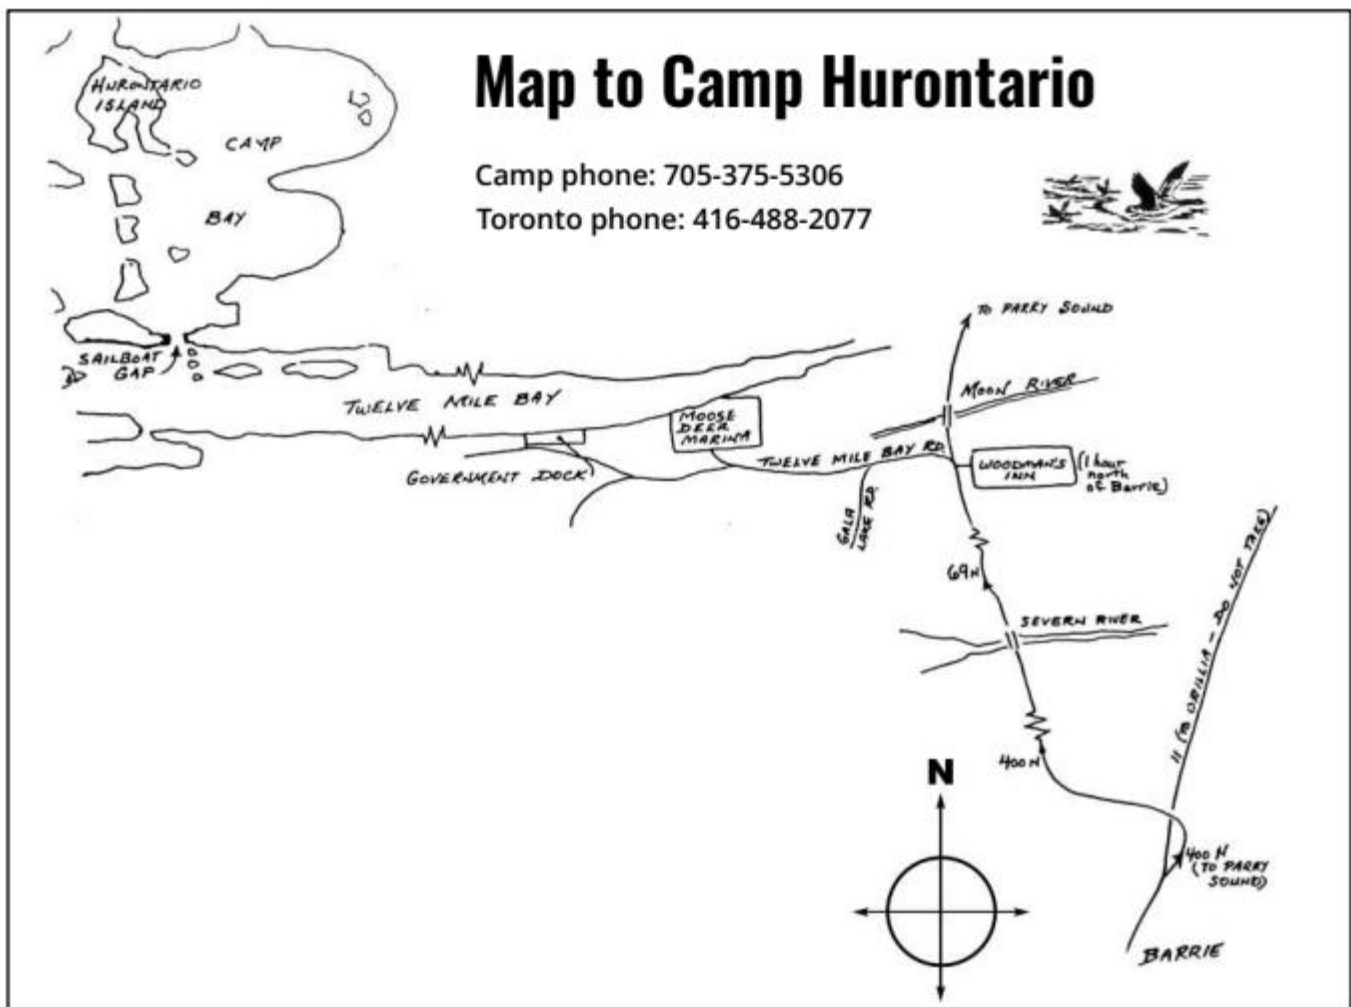 Map to Camp Hurontario
Camp phone: 705-375-5306
Toronto phone: 416-488-2077
HURONTARIO
ISLAND
CAMP
BAY
SAILBOAT
GAP
TWELVE MILE BAY
GOVERNMENT DOCK
MOOSE
DEER
MARINA
TWELVE MILE BAY RD.
GALA
LAKE RD.
TO PARRY SOUND
MOON RIVER
WOODMAN'S
INN
(1 hour
north
of Barrie)
69N
SEVERN RIVER
400N
11 (TO ORILLIA - DO NOT TAKE)
400 N
(TO PARRY
SOUND)
BARRIE
N